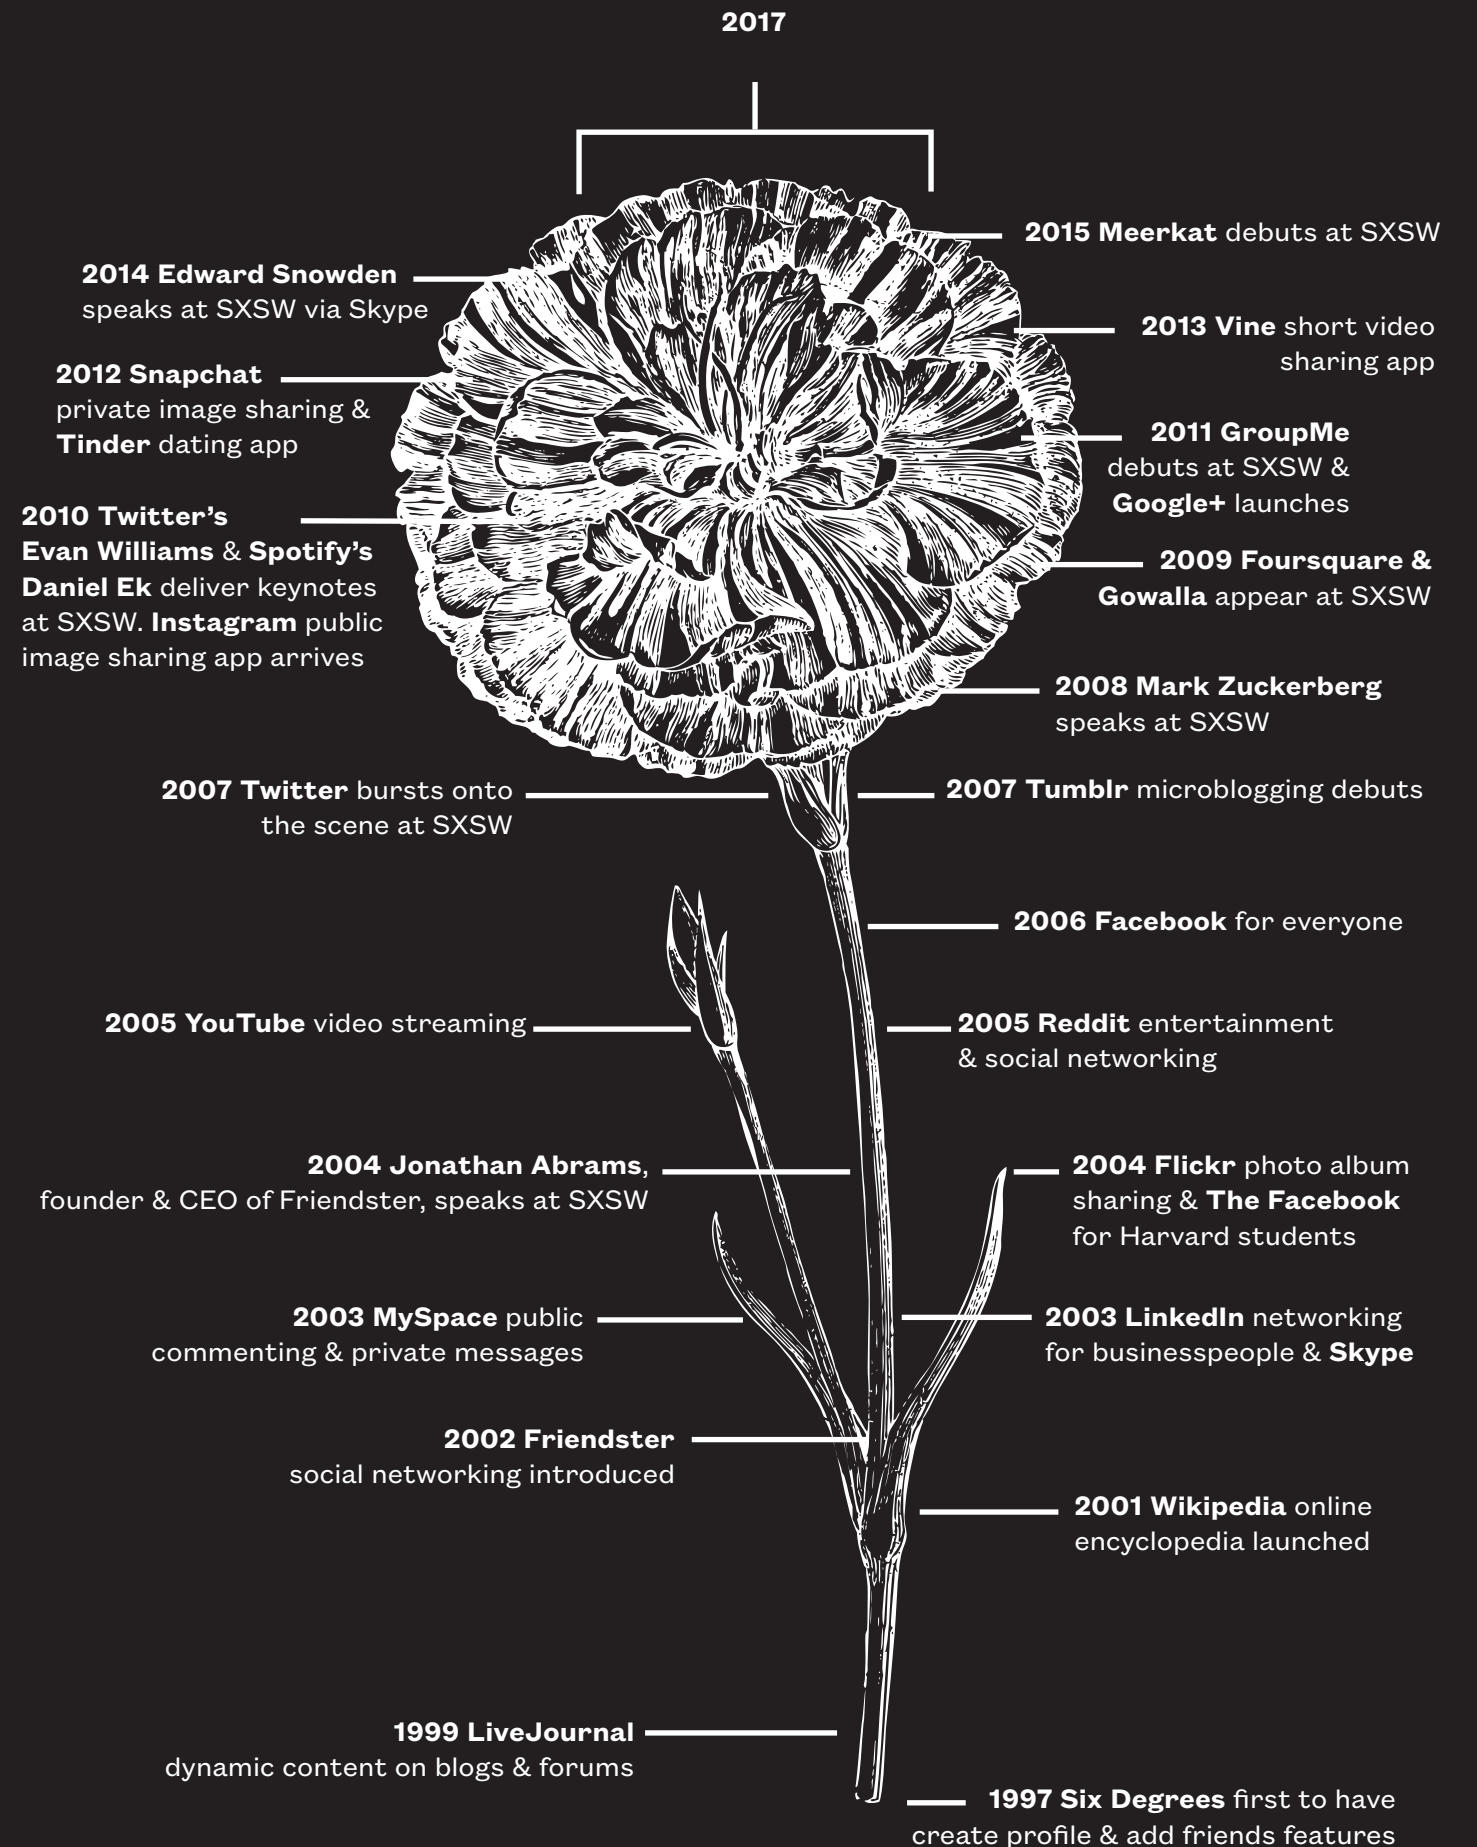 2017
2015 Meerkat debuts at SXSW
2014 Edward Snowden
speaks at SXSW via Skype
2013 Vine short video
sharing app
2012 Snapchat
private image sharing &
Tinder dating app
2011 GroupMe
debuts at SXSW &
Google+ launches
2010 Twitter’s
Evan Williams & Spotify’s
Daniel Ek deliver keynotes
at SXSW. Instagram public
image sharing app arrives
2009 Foursquare &
Gowalla appear at SXSW
2008 Mark Zuckerberg
speaks at SXSW
2007 Twitter bursts onto
the scene at SXSW
2007 Tumblr microblogging debuts
2006 Facebook for everyone
2005 YouTube video streaming
2005 Reddit entertainment
& social networking
2004 Jonathan Abrams,
founder & CEO of Friendster, speaks at SXSW
2004 Flickr photo album
sharing & The Facebook
for Harvard students
2003 MySpace public
commenting & private messages
2003 LinkedIn networking
for businesspeople & Skype
2002 Friendster
social networking introduced
2001 Wikipedia online
encyclopedia launched
1999 LiveJournal
dynamic content on blogs & forums
1997 Six Degrees first to have
create profile & add friends features